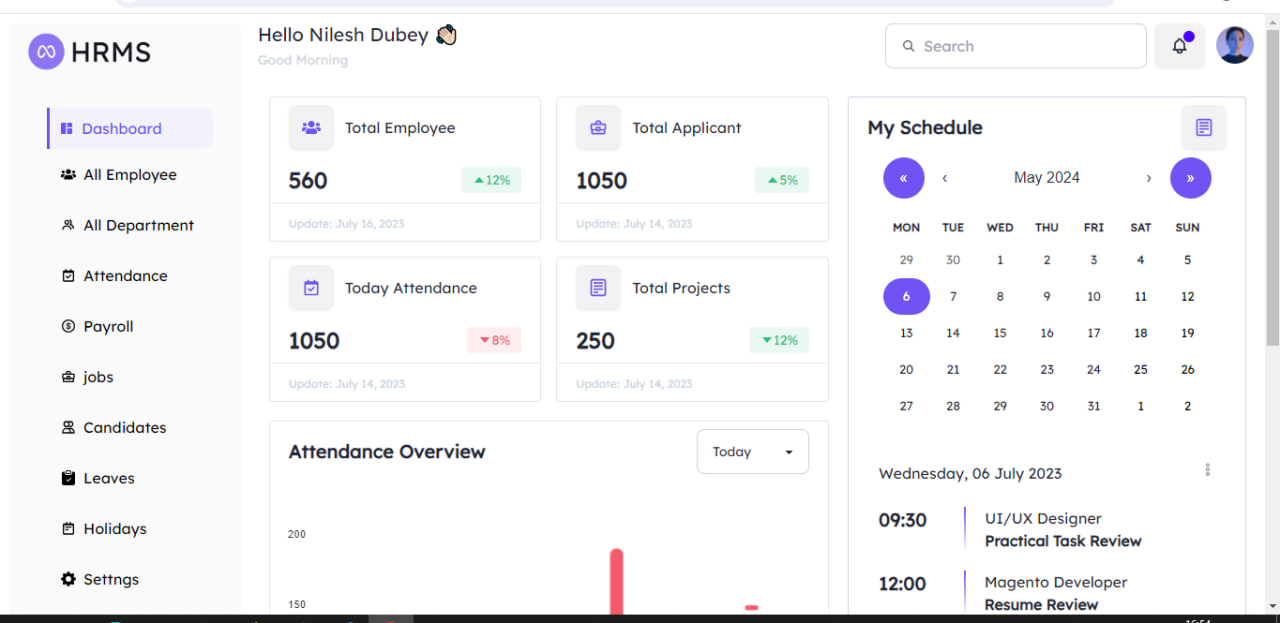 HRMS
Dashboard
All Employee
All Department
Attendance
Payroll
jobs
Candidates
Leaves
Holidays
Settngs
Hello Nilesh Dubey 👋🏻
Good Morning
Search
Total Employee
560
12%
Update: July 16, 2023
Total Applicant
1050
5%
Update: July 14, 2023
Today Attendance
1050
8%
Update: July 14, 2023
Total Projects
250
12%
Update: July 14, 2023
Attendance Overview
Today
200
150
My Schedule
« ‹ May 2024 › »
MON TUE WED THU FRI SAT SUN
29 30 1 2 3 4 5
6 7 8 9 10 11 12
13 14 15 16 17 18 19
20 21 22 23 24 25 26
27 28 29 30 31 1 2
Wednesday, 06 July 2023
09:30
UI/UX Designer
Practical Task Review
12:00
Magento Developer
Resume Review